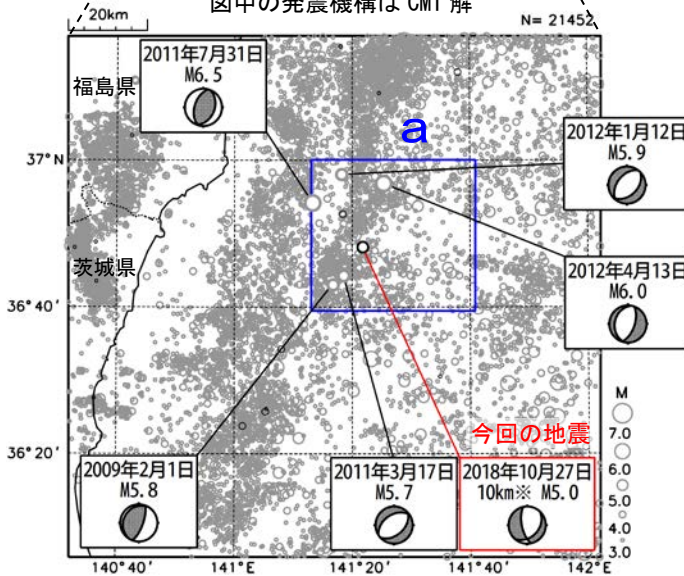 図中の発震機構は CMT 解
20km
N= 21452
2011年7月31日
M6.5
福島県
a
37°N
2012年1月12日
M5.9
茨城県
2012年4月13日
M6.0
36°40'
M
7.0
6.0
5.0
4.0
3.0
今回の地震
36°20'
2009年2月1日
M5.8
2011年3月17日
M5.7
2018年10月27日
10km※ M5.0
140°40'
141°E
141°20'
141°40'
142°E